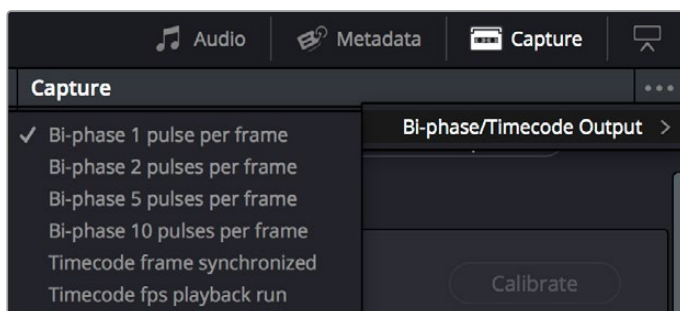 Audio
Metadata
Capture
Capture
Bi-phase/Timecode Output
Bi-phase 1 pulse per frame
Bi-phase 2 pulses per frame
Bi-phase 5 pulses per frame
Bi-phase 10 pulses per frame
Timecode frame synchronized
Timecode fps playback run
Calibrate